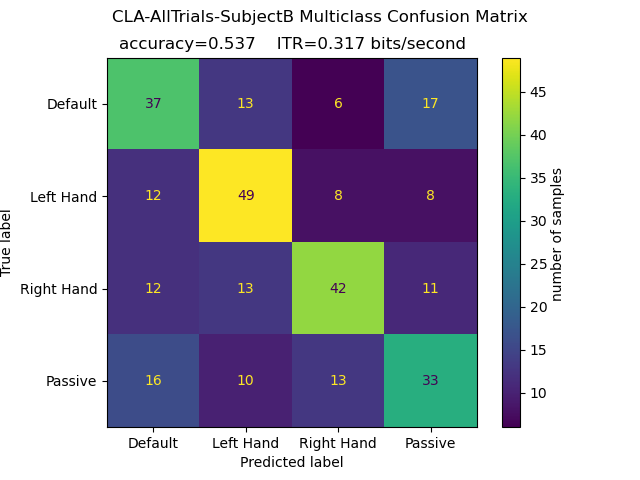 CLA-AllTrials-SubjectB Multiclass Confusion Matrix
accuracy=0.537    ITR=0.317 bits/second
True label
Default
37 13 6 17
Left Hand
12 49 8 8
Right Hand
12 13 42 11
Passive
16 10 13 33
Default Left Hand Right Hand Passive
Predicted label
45
40
35
30
25
20
15
10
number of samples